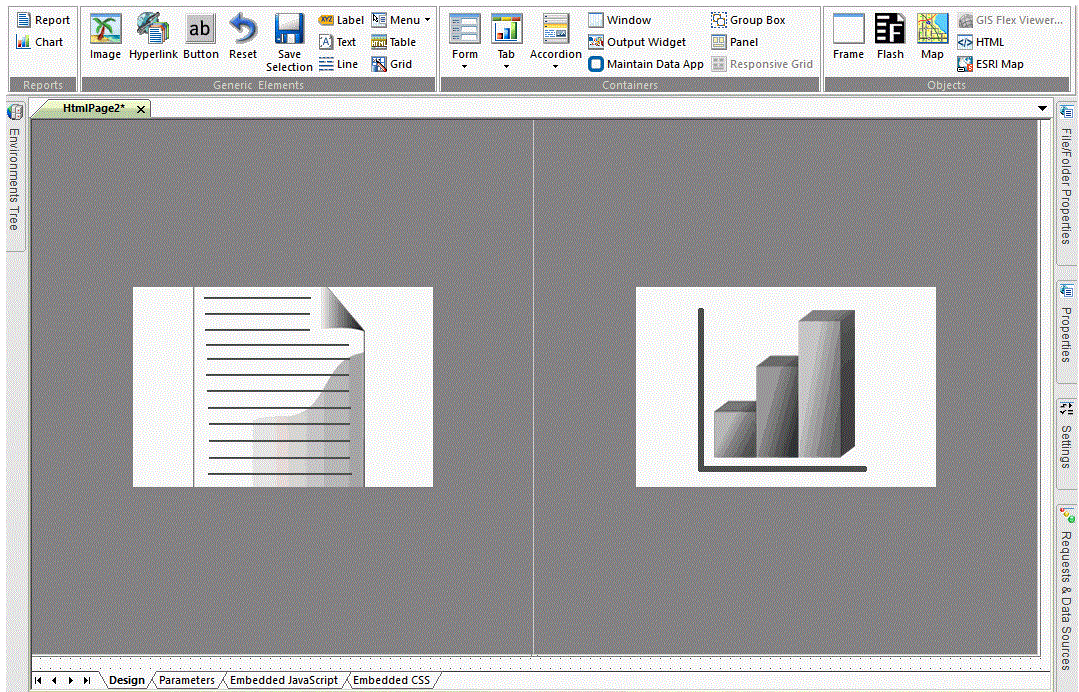 Report
Chart
Reports
Image
Hyperlink
ab
Button
Reset
Save
Selection
XYZ Label
A Text
Line
Menu
HTML Table
Grid
Generic Elements
Form
Tab
Accordion
Window
Output Widget
Maintain Data App
Group Box
Panel
Responsive Grid
Containers
Frame
Flash
Map
GIS Flex Viewer...
HTML
ESRI Map
Objects
HtmlPage2*
Environments Tree
File/Folder Properties
Properties
Settings
Requests & Data Sources
Design
Parameters
Embedded JavaScript
Embedded CSS